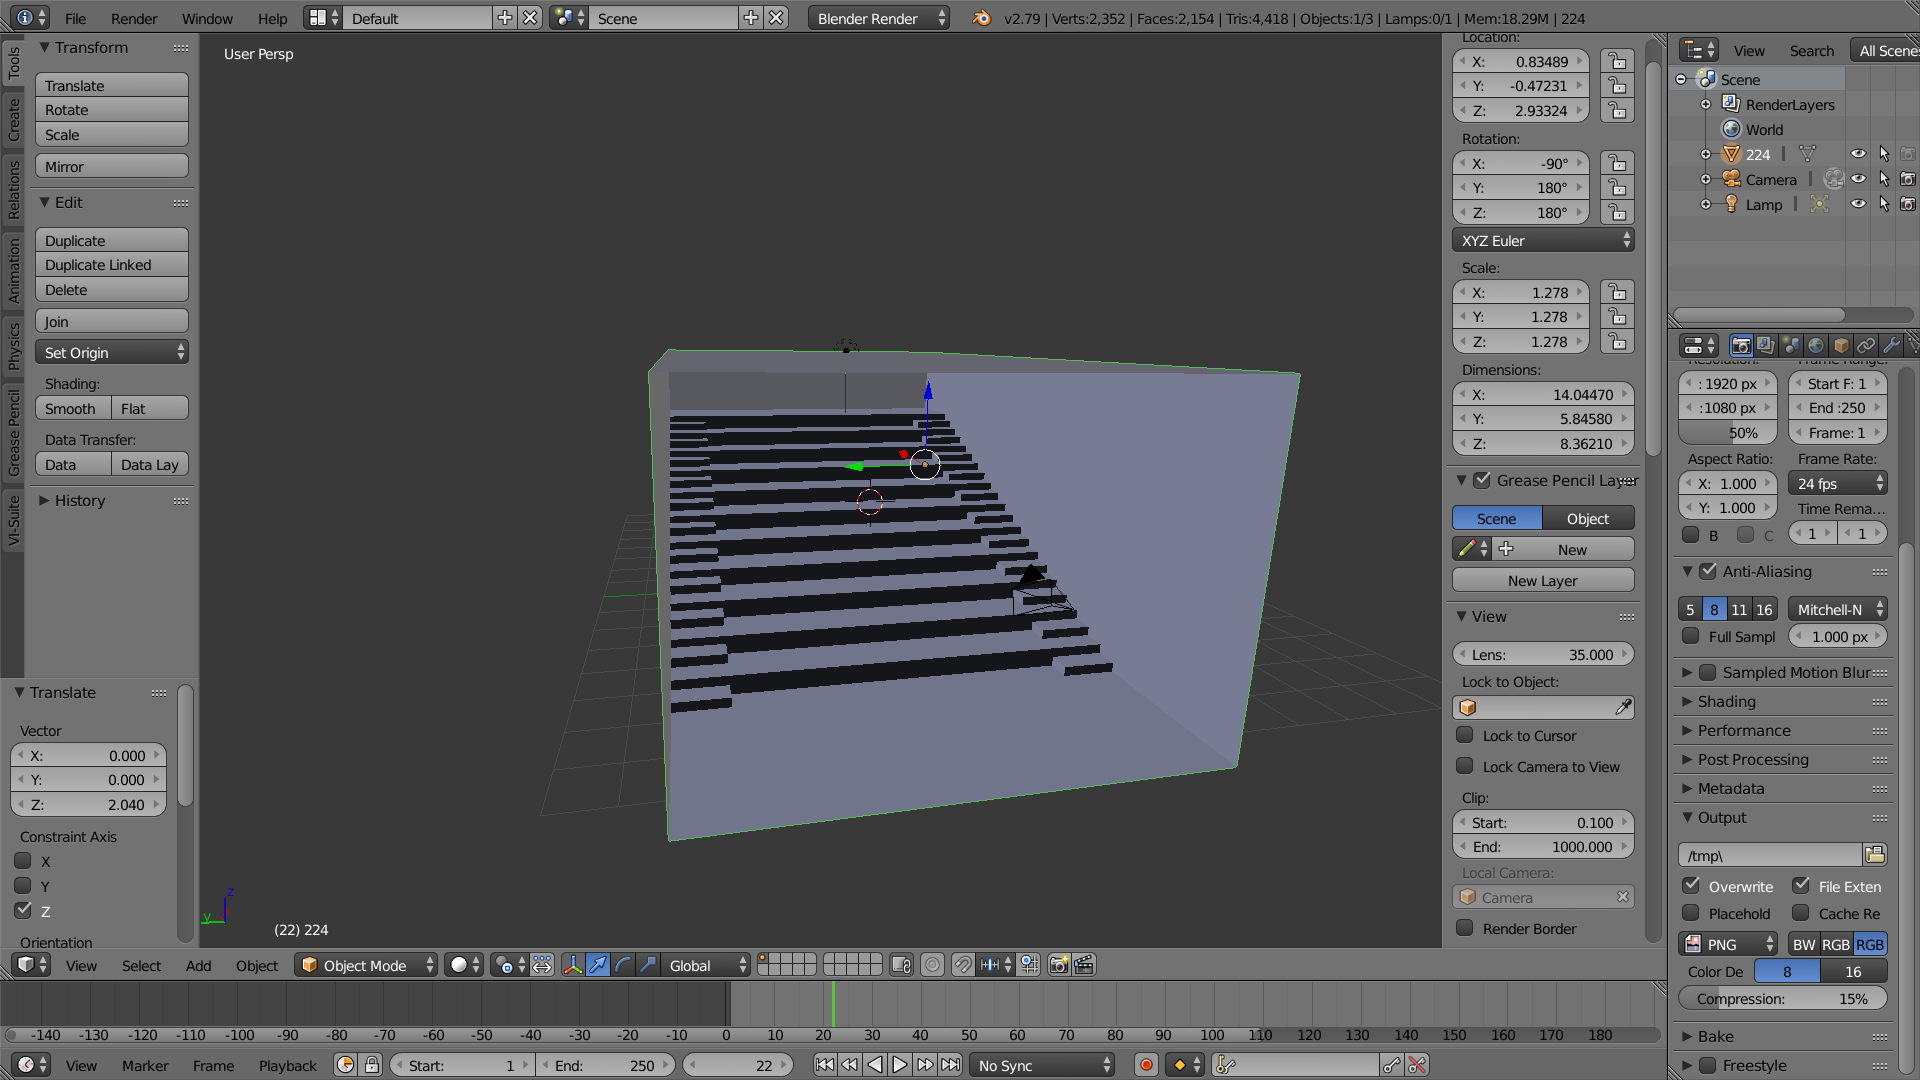 File Render Window Help Default Scene Blender Render v2.79 | Verts:2,352 | Faces:2,154 | Tris:4,418 | Objects:1/3 | Lamps:0/1 | Mem:18.29M | 224
Tools
Create
Relations
Animation
Physics
Grease Pencil
VI-Suite
Transform
Translate
Rotate
Scale
Mirror
Edit
Duplicate
Duplicate Linked
Delete
Join
Set Origin
Shading:
Smooth Flat
Data Transfer:
Data Data Lay
History
Translate
Vector
X: 0.000
Y: 0.000
Z: 2.040
Constraint Axis
X
Y
Z
Orientation
User Persp
z
y
(22) 224
Location:
X: 0.83489
Y: -0.47231
Z: 2.93324
Rotation:
X: -90°
Y: 180°
Z: 180°
XYZ Euler
Scale:
X: 1.278
Y: 1.278
Z: 1.278
Dimensions:
X: 14.04470
Y: 5.84580
Z: 8.36210
Grease Pencil Layer
Scene Object
New
New Layer
View
Lens: 35.000
Lock to Object:
Lock to Cursor
Lock Camera to View
Clip:
Start: 0.100
End: 1000.000
Local Camera:
Camera
Render Border
View Search All Scenes
Scene
RenderLayers
World
224
Camera
Lamp
Resolution: Frame Range:
: 1920 px Start F: 1
:1080 px End :250
50% Frame: 1
Aspect Ratio: Frame Rate:
X: 1.000 24 fps
Y: 1.000 Time Rema...
B C 1 1
Anti-Aliasing
5 8 11 16 Mitchell-N
Full Sampl 1.000 px
Sampled Motion Blur
Shading
Performance
Post Processing
Metadata
Output
/tmp\
Overwrite File Exten
Placehold Cache Re
PNG BW RGB RGB
Color De 8 16
Compression: 15%
Bake
Freestyle
View Select Add Object Object Mode Global
-140 -130 -120 -110 -100 -90 -80 -70 -60 -50 -40 -30 -20 -10 0 10 20 30 40 50 60 70 80 90 100 110 120 130 140 150 160 170 180
View Marker Frame Playback Start: 1 End: 250 22 No Sync